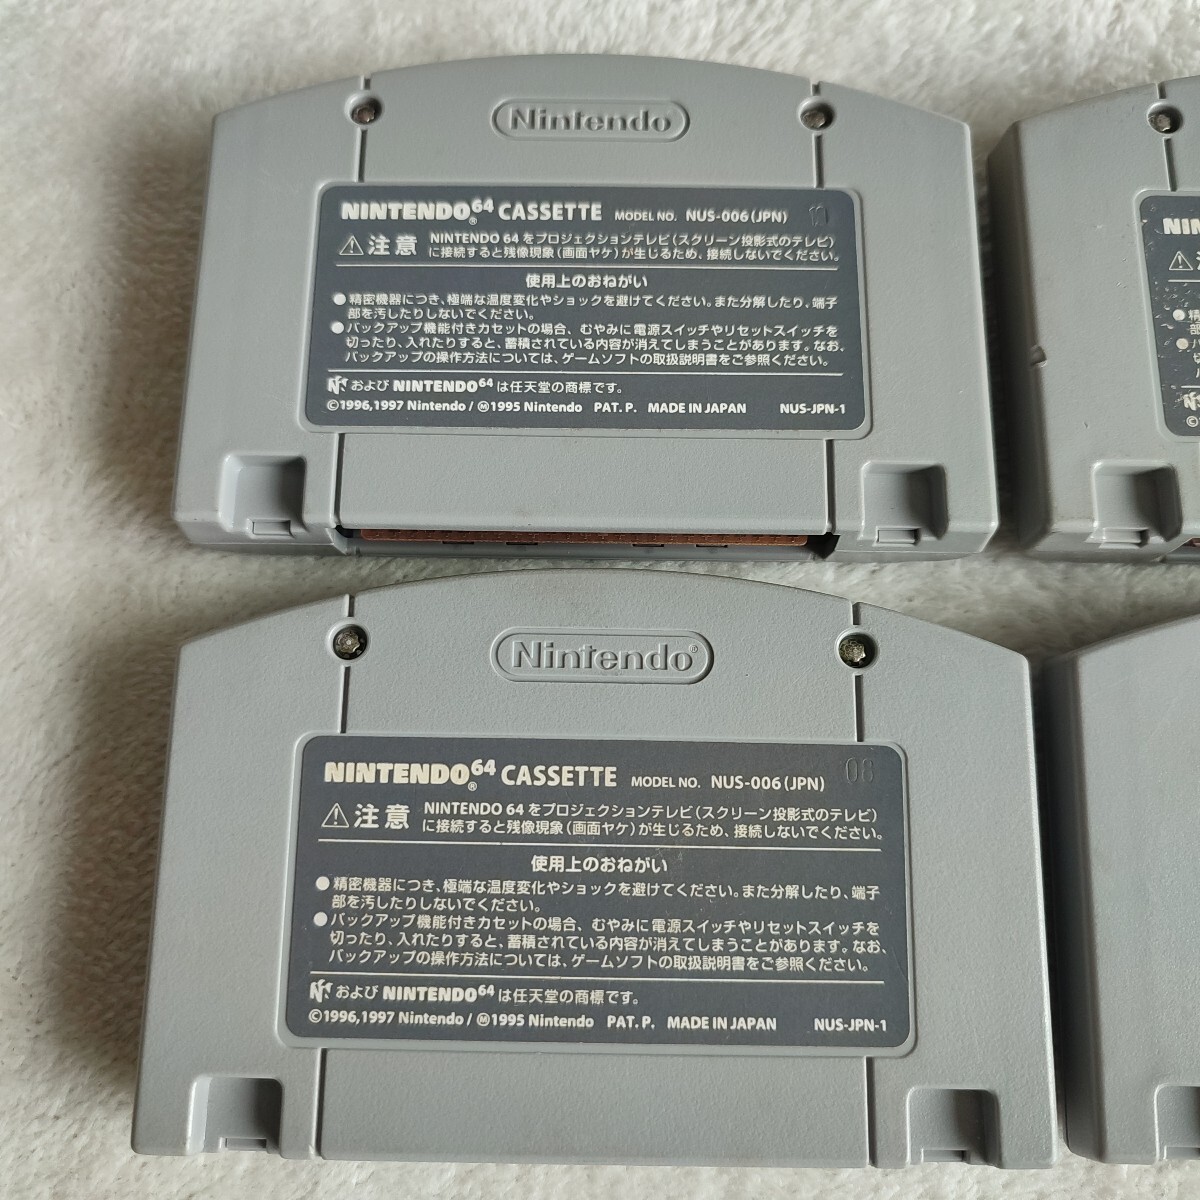 Nintendo
NINTENDO64® CASSETTE MODEL NO. NUS-006(JPN)
⚠注意 NINTENDO 64をプロジェクションテレビ(スクリーン投影式のテレビ)
に接続すると残像現象(画面ヤケ)が生じるため、接続しないでください。
使用上のおねがい
●精密機器につき、極端な温度変化やショックを避けてください。また分解したり、端子
部を汚したりしないでください。
●バックアップ機能付きカセットの場合、むやみに電源スイッチやリセットスイッチを
切ったり、入れたりすると、蓄積されている内容が消えてしまうことがあります。なお、
バックアップの操作方法については、ゲームソフトの取扱説明書をご参照ください。
およびNINTENDO64は任天堂の商標です。
©1996,1997 Nintendo / Ⓜ1995 Nintendo PAT. P. MADE IN JAPAN NUS-JPN-1
Nintendo®
NINTENDO64® CASSETTE MODEL NO. NUS-006(JPN) 08
⚠注意 NINTENDO 64をプロジェクションテレビ(スクリーン投影式のテレビ)
に接続すると残像現象(画面ヤケ)が生じるため、接続しないでください。
使用上のおねがい
●精密機器につき、極端な温度変化やショックを避けてください。また分解したり、端子
部を汚したりしないでください。
●バックアップ機能付きカセットの場合、むやみに電源スイッチやリセットスイッチを
切ったり、入れたりすると、蓄積されている内容が消えてしまうことがあります。なお、
バックアップの操作方法については、ゲームソフトの取扱説明書をご参照ください。
およびNINTENDO64は任天堂の商標です。
©1996,1997 Nintendo / Ⓜ1995 Nintendo PAT. P. MADE IN JAPAN NUS-JPN-1